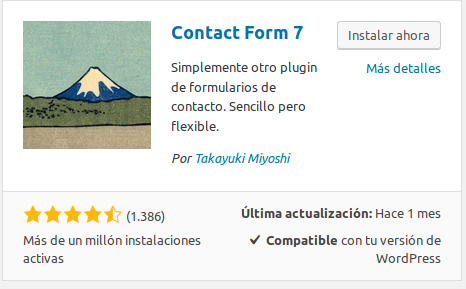 Contact Form 7
Instalar ahora
Más detalles
Simplemente otro plugin
de formularios de
contacto. Sencillo pero
flexible.
Por Takayuki Miyoshi
(1.386)
Más de un millón instalaciones
activas
Última actualización: Hace 1 mes
Compatible con tu versión de
WordPress